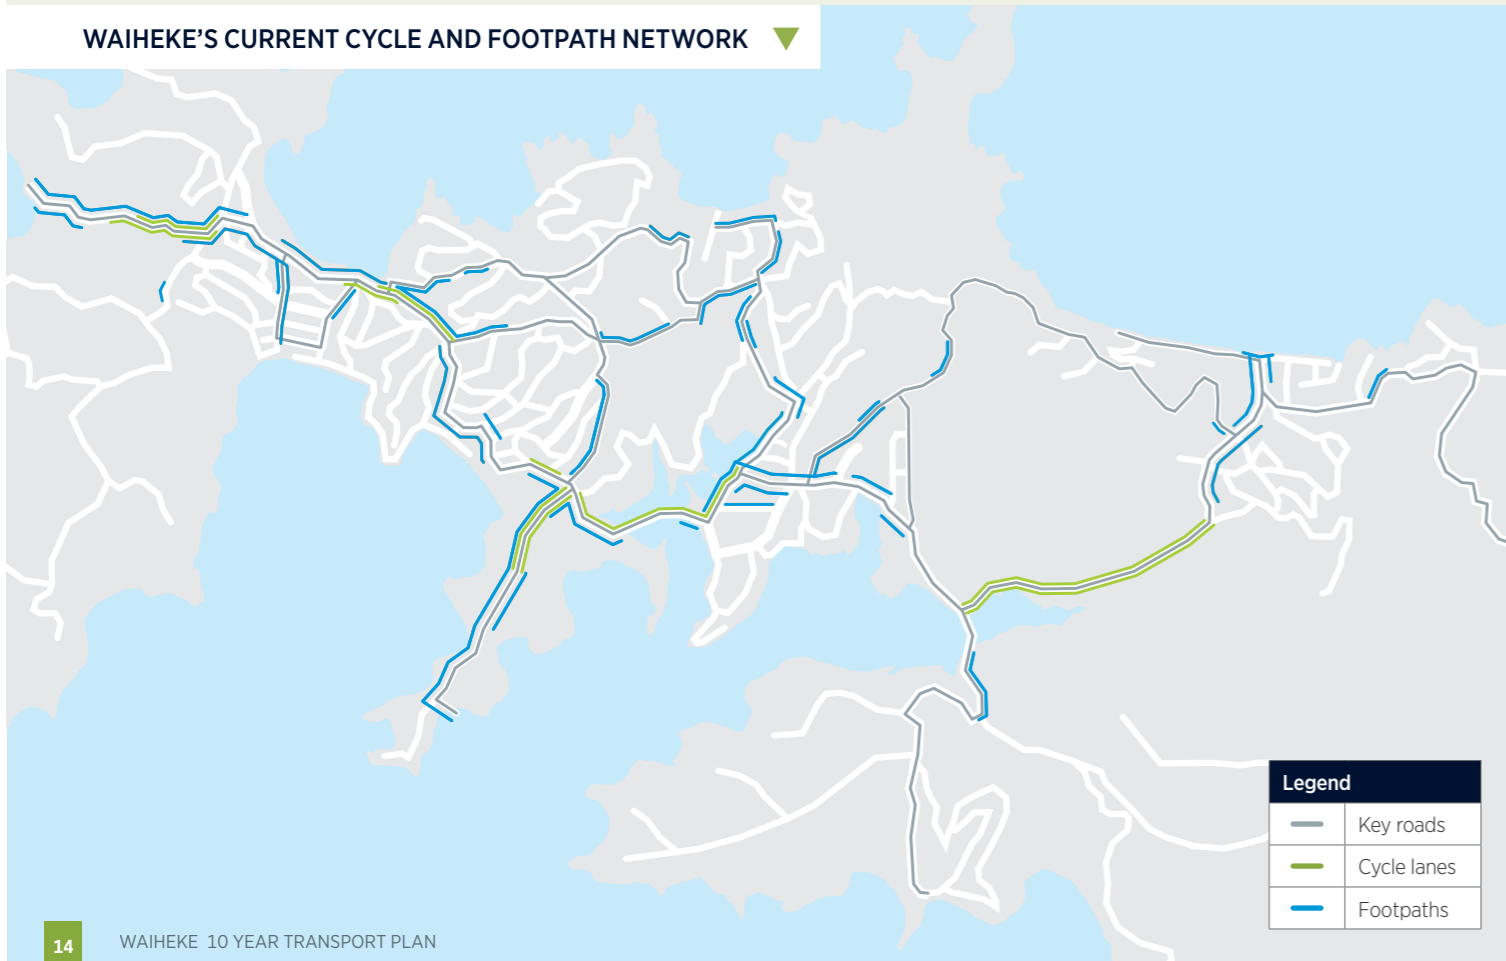 WAIHEKE'S CURRENT CYCLE AND FOOTPATH NETWORK
Legend
Key roads
Cycle lanes
Footpaths
14 WAIHEKE 10 YEAR TRANSPORT PLAN